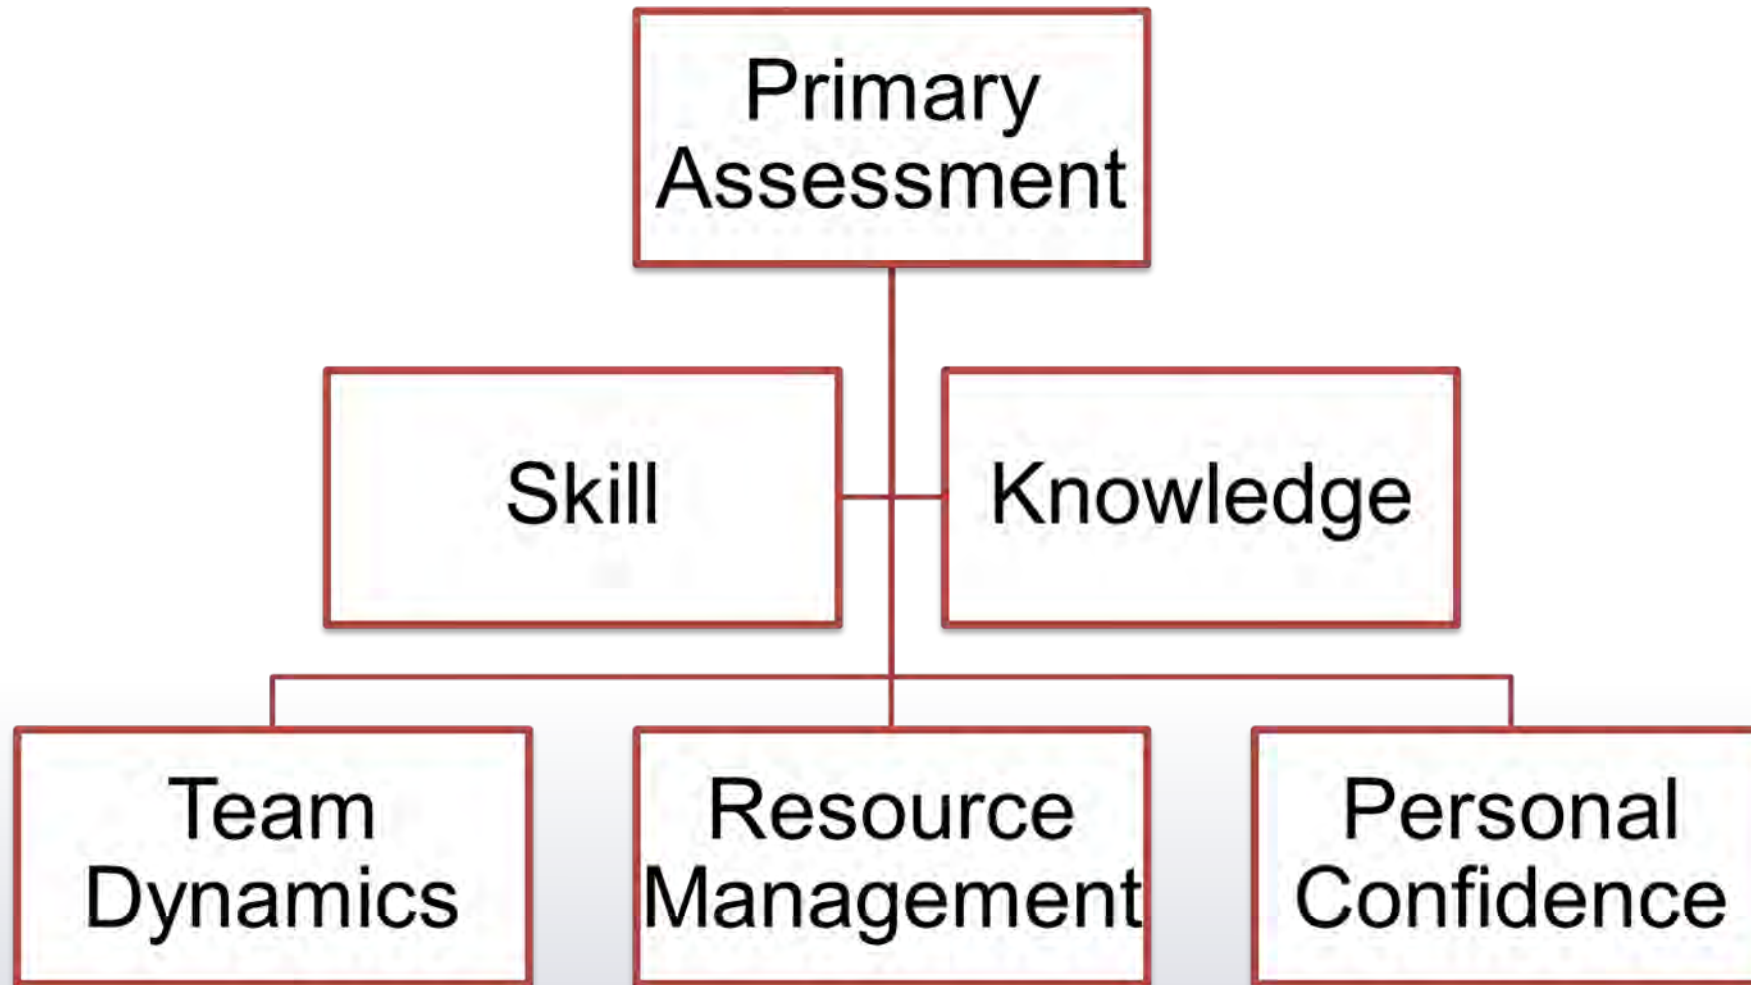 Primary
Assessment
Skill
Knowledge
Team
Dynamics
Resource
Management
Personal
Confidence